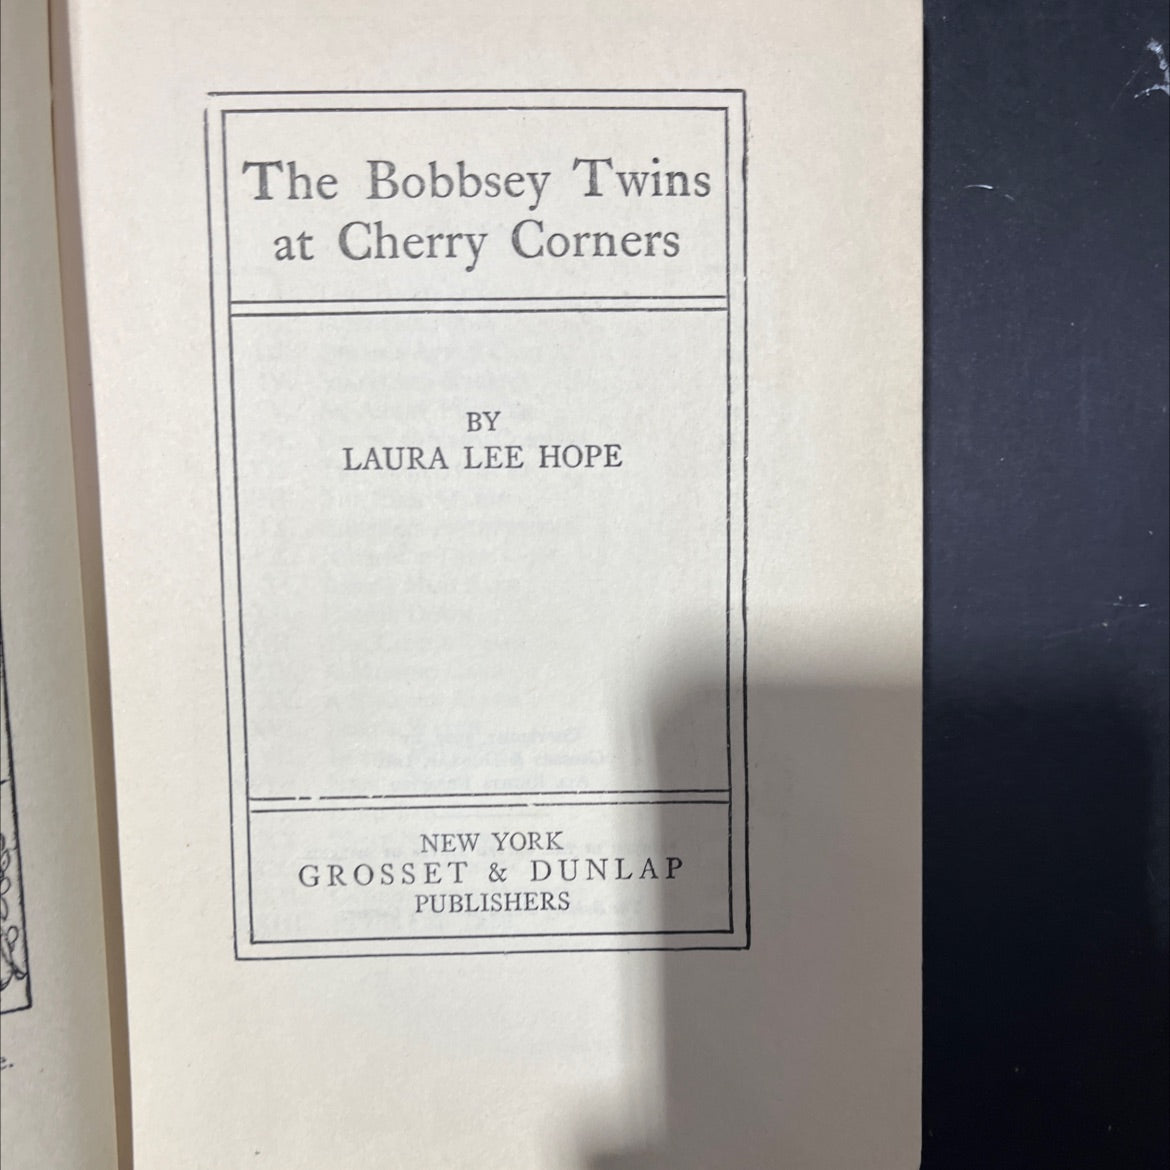 The Bobbsey Twins
at Cherry Corners
BY
LAURA LEE HOPE
NEW YORK
GROSSET & DUNLAP
PUBLISHERS